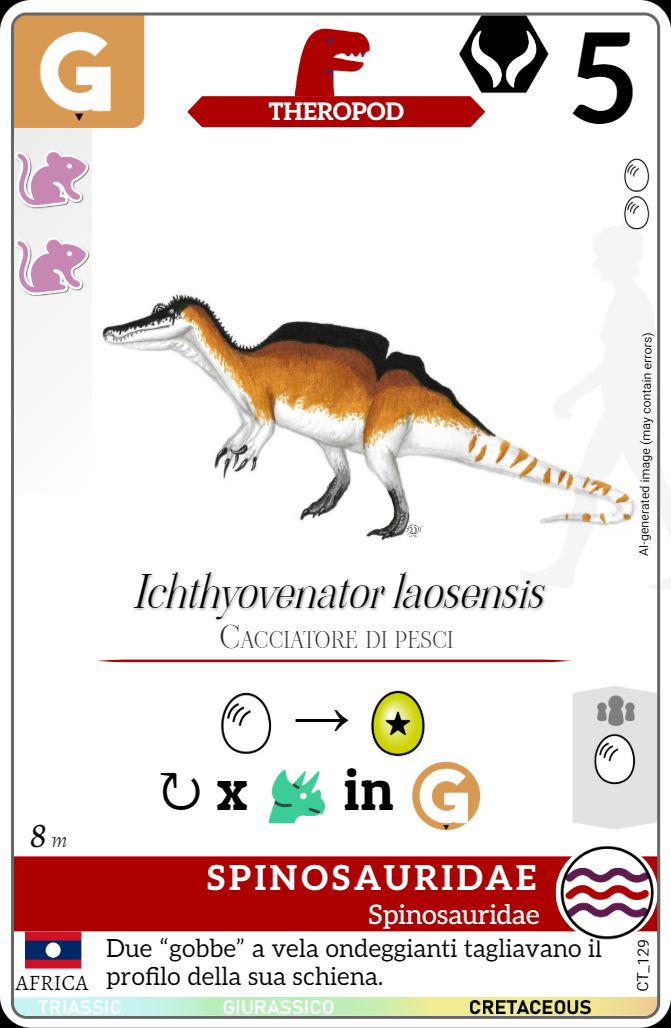 G
THEROPOD
5
AI-generated image (may contain errors)
Ichthyovenator laosensis
Cacciatore di pesci
x in G
8 m
SPINOSAURIDAE
Spinosauridae
AFRICA
Due “gobbe” a vela ondeggianti tagliavano il
profilo della sua schiena.
CT_129
TRIASSIC GIURASSICO CRETACEOUS